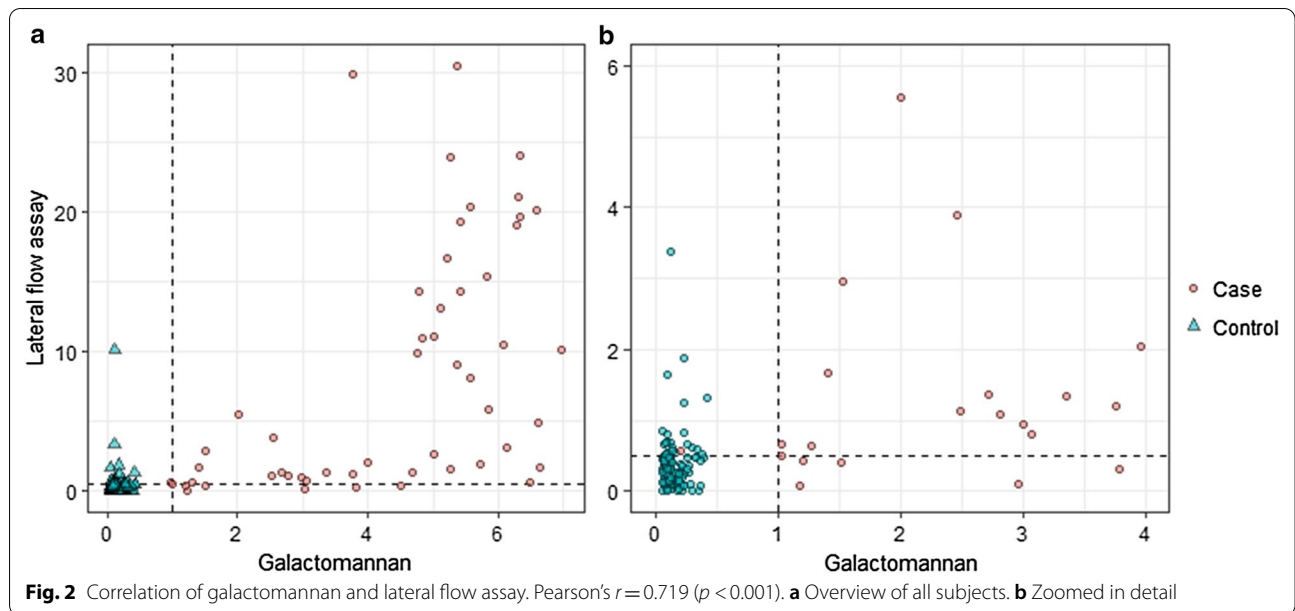 a
b
30
20
10
0
Lateral flow assay
0 2 4 6
Galactomannan
6
4
2
0
0 1 2 3 4
Galactomannan
Case
Control
Fig. 2 Correlation of galactomannan and lateral flow assay. Pearson's r = 0.719 (p < 0.001). a Overview of all subjects. b Zoomed in detail